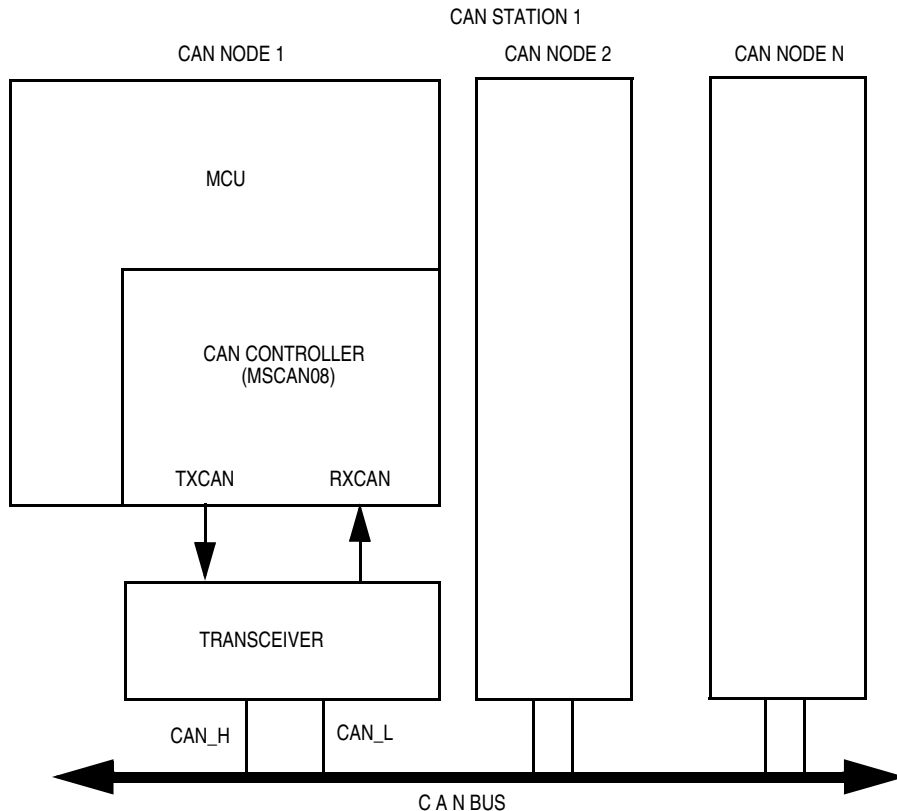 CAN STATION 1
CAN NODE 1
CAN NODE 2
CAN NODE N
MCU
CAN CONTROLLER
(MSCAN08)
TXCAN
RXCAN
TRANSCEIVER
CAN_H
CAN_L
C A N BUS